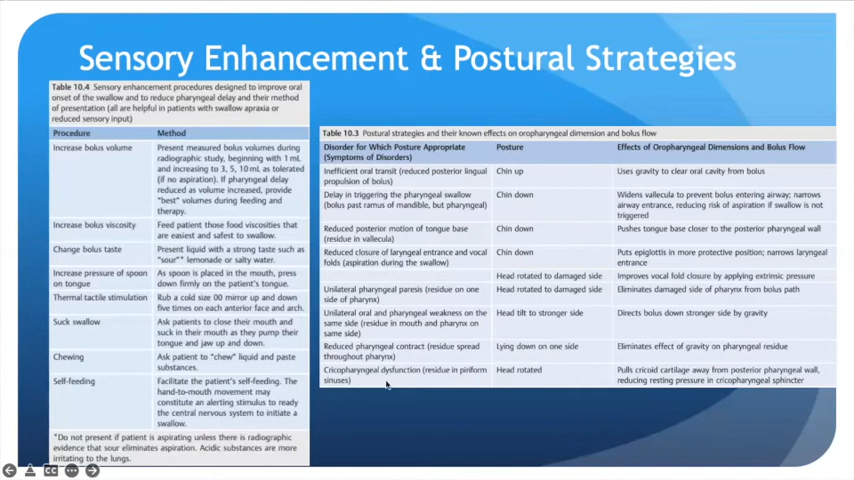 Sensory Enhancement & Postural Strategies
Table 10.4 Sensory enhancement procedures designed to improve oral
onset of the swallow and to reduce pharyngeal delay and their method
of presentation (all are helpful in patients with swallow apraxia or
reduced sensory input)
Procedure Method
Increase bolus volume Present measured bolus volumes during
radiographic study, beginning with 1 mL
and increasing to 3, 5, 10 mL as tolerated
(if no aspiration). If pharyngeal delay
reduced as volume increased, provide
"best" volumes during feeding and
therapy.
Increase bolus viscosity Feed patient those food viscosities that
are easiest and safest to swallow.
Change bolus taste Present liquid with a strong taste such as
"sour*" lemonade or salty water.
Increase pressure of spoon As spoon is placed in the mouth, press
on tongue down firmly on the patient's tongue.
Thermal tactile stimulation Rub a cold size 00 mirror up and down
five times on each anterior face and arch.
Suck swallow Ask patients to close their mouth and
suck in their mouth as they pump their
tongue and jaw up and down.
Chewing Ask patient to "chew" liquid and paste
substances.
Self-feeding Facilitate the patient's self-feeding. The
hand-to-mouth movement may
constitute an alerting stimulus to ready
the central nervous system to initiate a
swallow.
*Do not present if patient is aspirating unless there is radiographic
evidence that sour eliminates aspiration. Acidic substances are more
irritating to the lungs.
Table 10.3 Postural strategies and their known effects on oropharyngeal dimension and bolus flow
Disorder for Which Posture Appropriate Posture Effects of Oropharyngeal Dimensions and Bolus Flow
(Symptoms of Disorders)
Inefficient oral transit (reduced posterior lingual Chin up Uses gravity to clear oral cavity from bolus
propulsion of bolus)
Delay in triggering the pharyngeal swallow Chin down Widens vallecula to prevent bolus entering airway; narrows
(bolus past ramus of mandible, but pharyngeal) airway entrance, reducing risk of aspiration if swallow is not
triggered
Reduced posterior motion of tongue base Chin down Pushes tongue base closer to the posterior pharyngeal wall
(residue in vallecula)
Reduced closure of laryngeal entrance and vocal Chin down Puts epiglottis in more protective position; narrows laryngeal
folds (aspiration during the swallow) entrance
Head rotated to damaged side Improves vocal fold closure by applying extrinsic pressure
Unilateral pharyngeal paresis (residue on one Head rotated to damaged side Eliminates damaged side of pharynx from bolus path
side of pharynx)
Unilateral oral and pharyngeal weakness on the Head tilt to stronger side Directs bolus down stronger side by gravity
same side (residue in mouth and pharynx on
same side)
Reduced pharyngeal contract (residue spread Lying down on one side Eliminates effect of gravity on pharyngeal residue
throughout pharynx)
Cricopharyngeal dysfunction (residue in piriform Head rotated Pulls cricoid cartilage away from posterior pharyngeal wall,
sinuses) reducing resting pressure in cricopharyngeal sphincter
CC